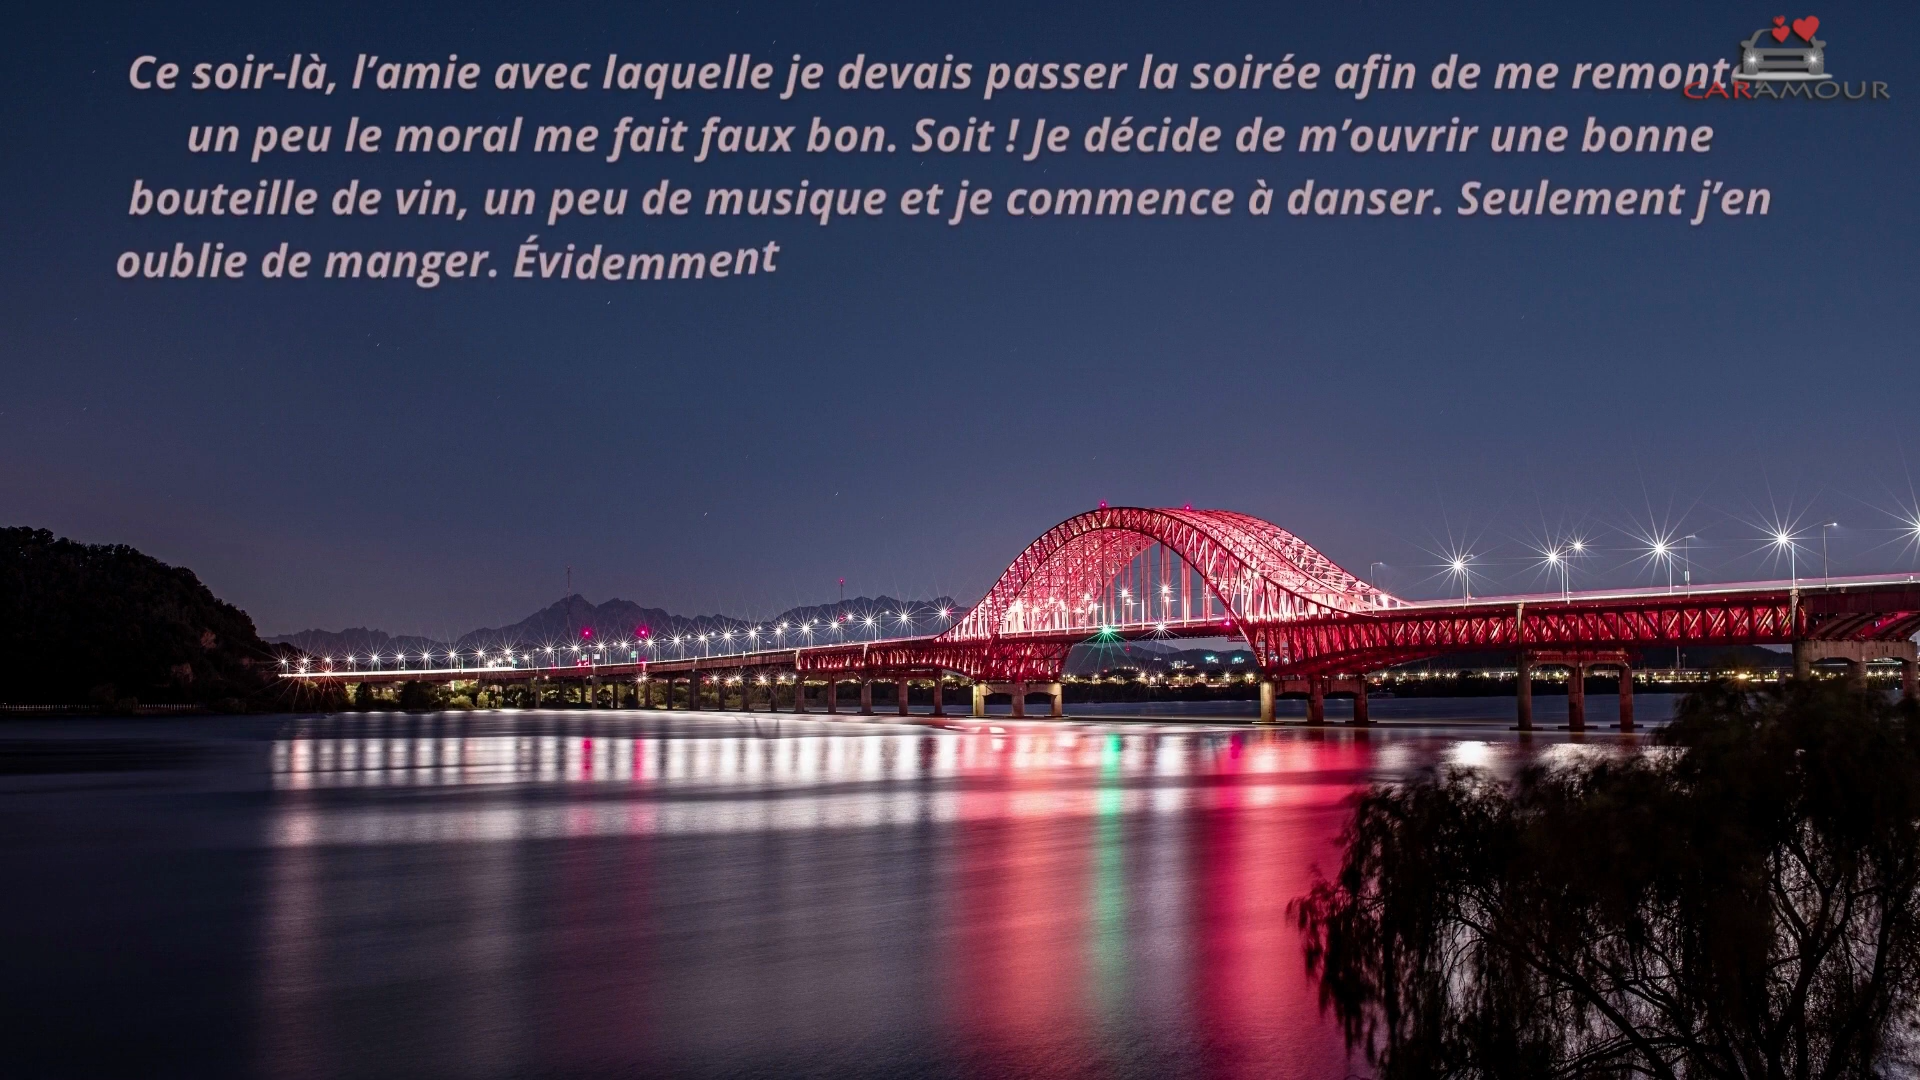 Ce soir-là, l’amie avec laquelle je devais passer la soirée afin de me remont
un peu le moral me fait faux bon. Soit ! Je décide de m’ouvrir une bonne
bouteille de vin, un peu de musique et je commence à danser. Seulement j’en
oublie de manger. Évidemment
CARAMOUR